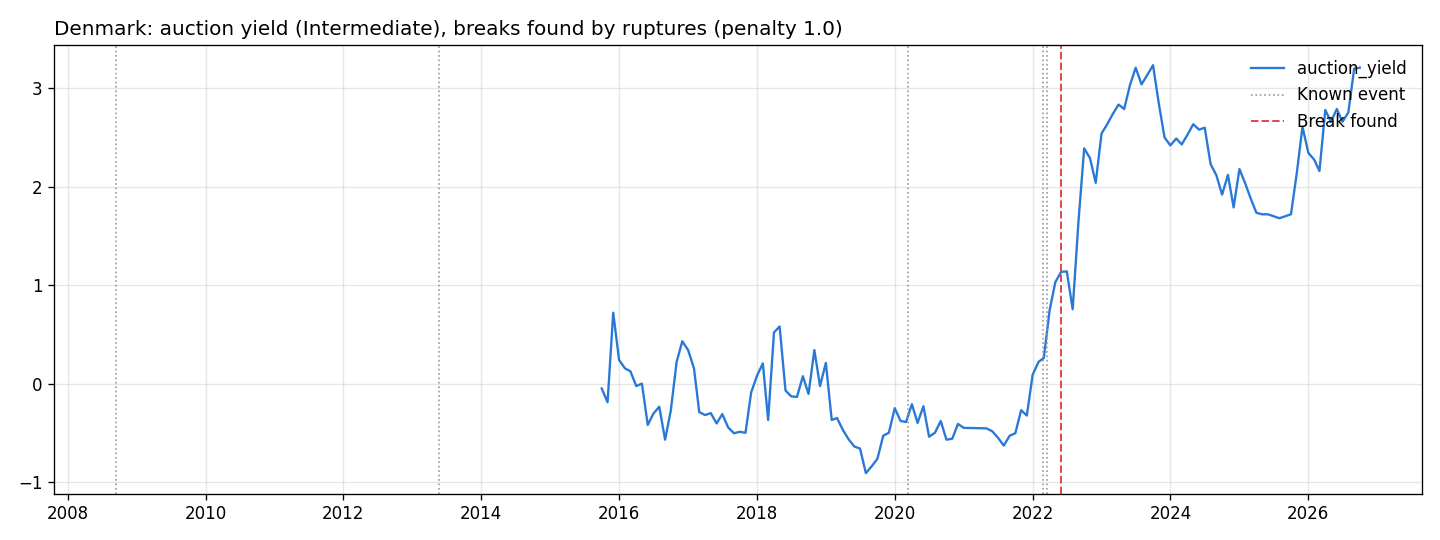 Denmark: auction yield (Intermediate), breaks found by ruptures (penalty 1.0)
auction_yield
Known event
Break found
3
2
1
0
−1
2008 2010 2012 2014 2016 2018 2020 2022 2024 2026